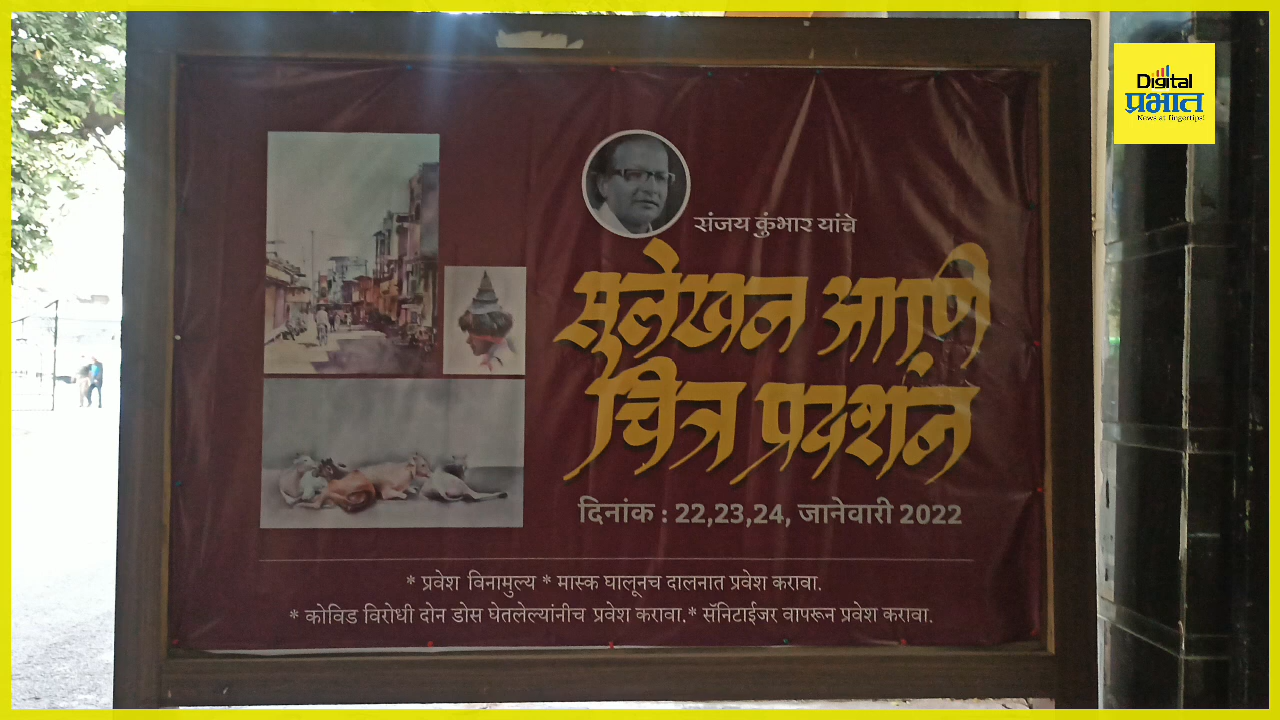 Digital
प्रभात
News at fingertips!
संजय कुंभार यांचे
सुलेखन आणि
चित्र प्रदर्शन
दिनांक : 22,23,24, जानेवारी 2022
* प्रवेश विनामुल्य * मास्क घालूनच दालनात प्रवेश करावा.
* कोविड विरोधी दोन डोस घेतलेल्यांनीच प्रवेश करावा.* सॅनिटाईजर वापरून प्रवेश करावा.